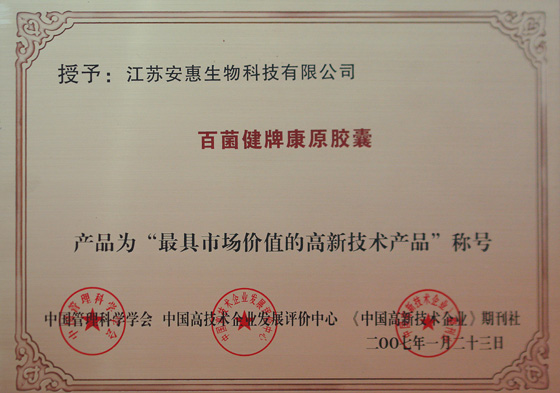 授予：江苏安惠生物科技有限公司
百菌健牌康原胶囊
产品为“最具市场价值的高新技术产品”称号
中国管理科学学会 中国高技术企业发展评价中心 《中国高新技术企业》期刊社
二〇〇七年一月二十三日